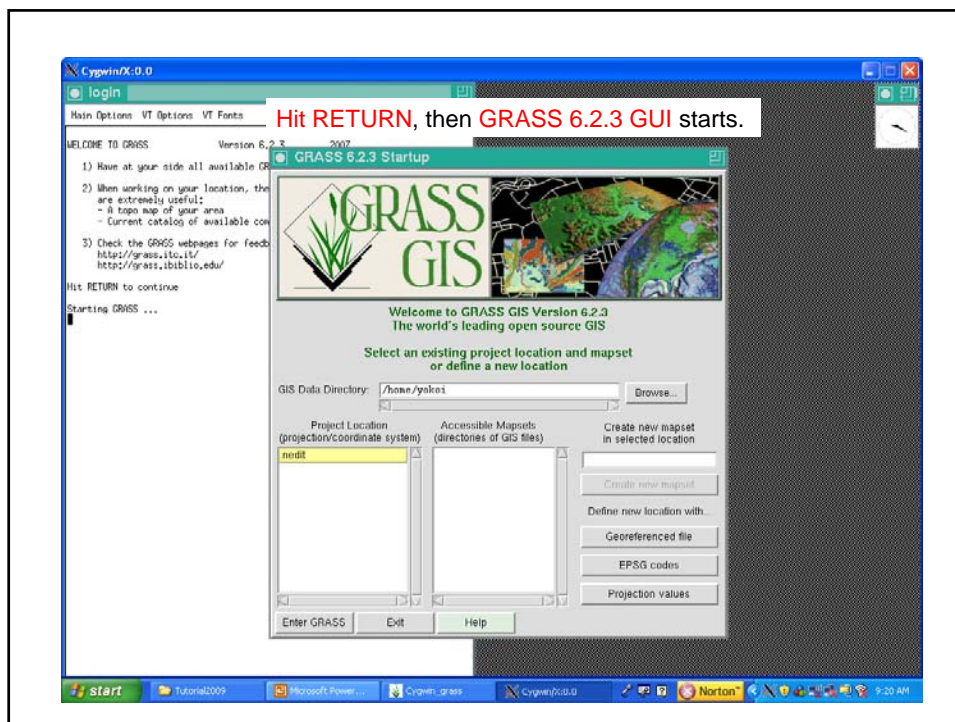 Cygwin/X:0.0
login
Main Options VT Options VT Fonts
Hit RETURN, then GRASS 6.2.3 GUI starts.
WELCOME TO GRASS Version 6.2.3 2007
1) Have at your side all available GR
2) When working on your location, the
are extremely useful:
- A topo map of your area
- Current catalog of available com
3) Check the GRASS webpages for feedb
http://grass.itc.it/
http://grass.ibiblio.edu/
Hit RETURN to continue
Starting GRASS ...
GRASS 6.2.3 Startup
GRASS
GIS
Welcome to GRASS GIS Version 6.2.3
The world's leading open source GIS
Select an existing project location and mapset
or define a new location
GIS Data Directory: /home/yokoi Browse...
Project Location
(projection/coordinate system)
Accessible Mapsets
(directories of GIS files)
Create new mapset
in selected location
nedit
Create new mapset
Define new location with...
Georeferenced file
EPSG codes
Projection values
Enter GRASS Exit Help
start Tutorial2009 Microsoft Power... Cygwin_grass Cygwin/X:0.0 Norton 9:20 AM